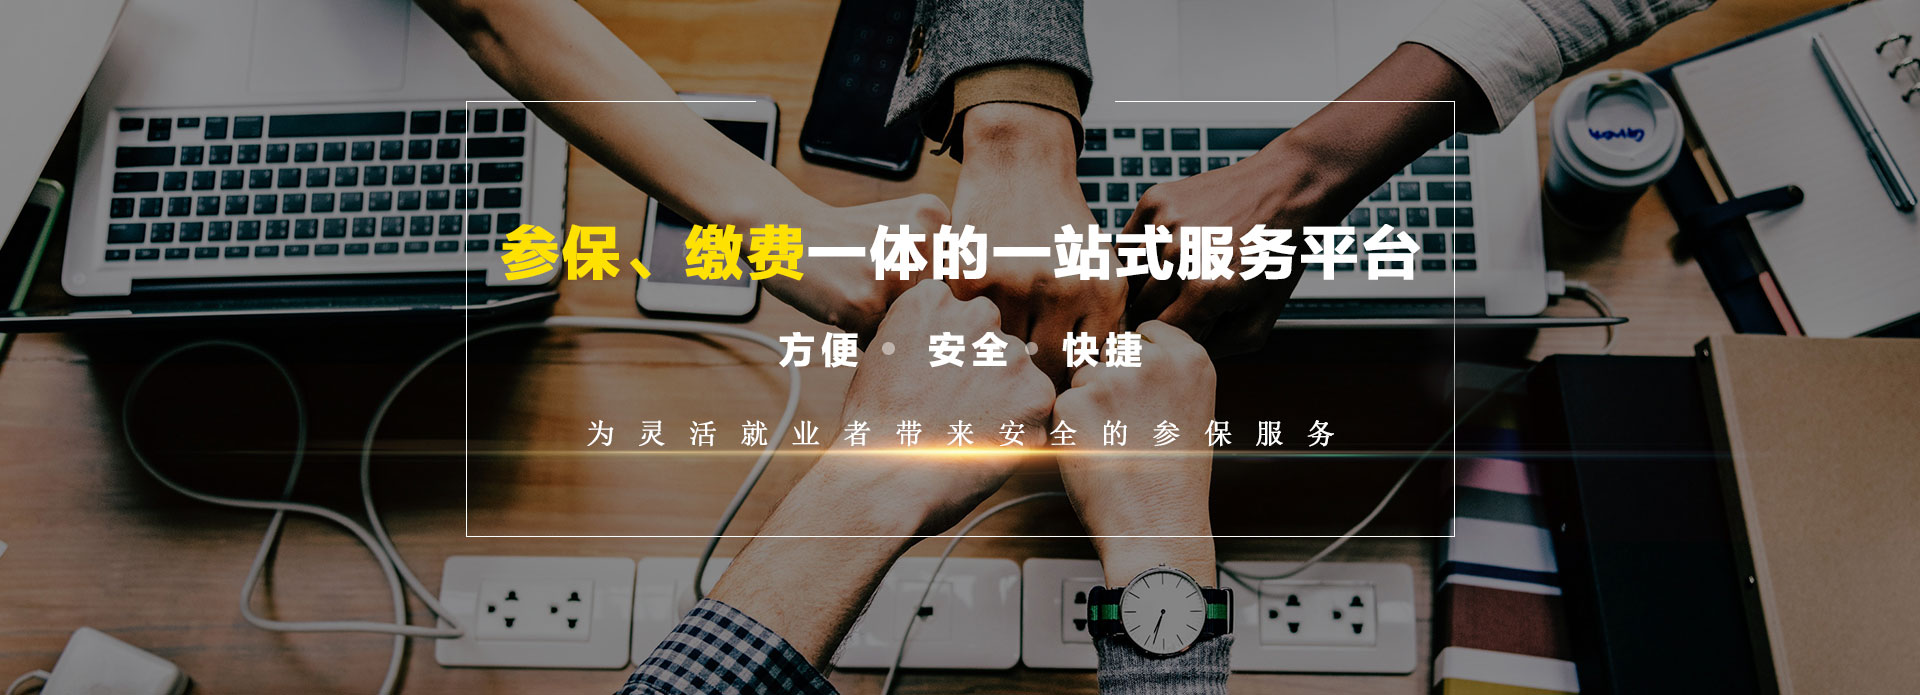 参保、缴费一体的一站式服务平台
方便 • 安全 • 快捷
为灵活就业者带来安全的参保服务